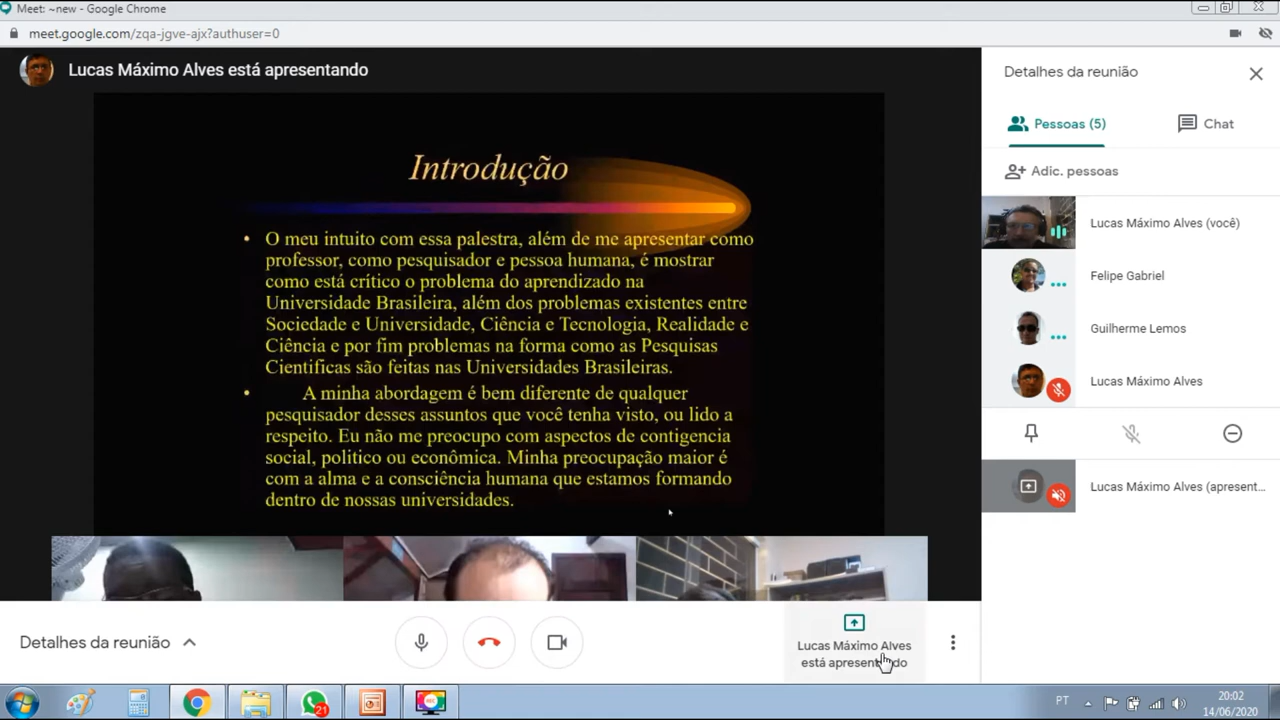 Meet: ~new - Google Chrome
meet.google.com/zqa-jgve-ajx?authuser=0
Lucas Máximo Alves está apresentando
Introdução
• O meu intuito com essa palestra, além de me apresentar como
professor, como pesquisador e pessoa humana, é mostrar
como está crítico o problema do aprendizado na
Universidade Brasileira, além dos problemas existentes entre
Sociedade e Universidade, Ciência e Tecnologia, Realidade e
Ciência e por fim problemas na forma como as Pesquisas
Cientificas são feitas nas Universidades Brasileiras.
• A minha abordagem é bem diferente de qualquer
pesquisador desses assuntos que você tenha visto, ou lido a
respeito. Eu não me preocupo com aspectos de contigencia
social, politico ou econômica. Minha preocupação maior é
com a alma e a consciência humana que estamos formando
dentro de nossas universidades.
Detalhes da reunião
Pessoas (5)
Chat
Adic. pessoas
Lucas Máximo Alves (você)
Felipe Gabriel
Guilherme Lemos
Lucas Máximo Alves
Lucas Máximo Alves (apresent...
Detalhes da reunião
Lucas Máximo Alves
está apresentando
21
REC
PT
20:02
14/06/2020